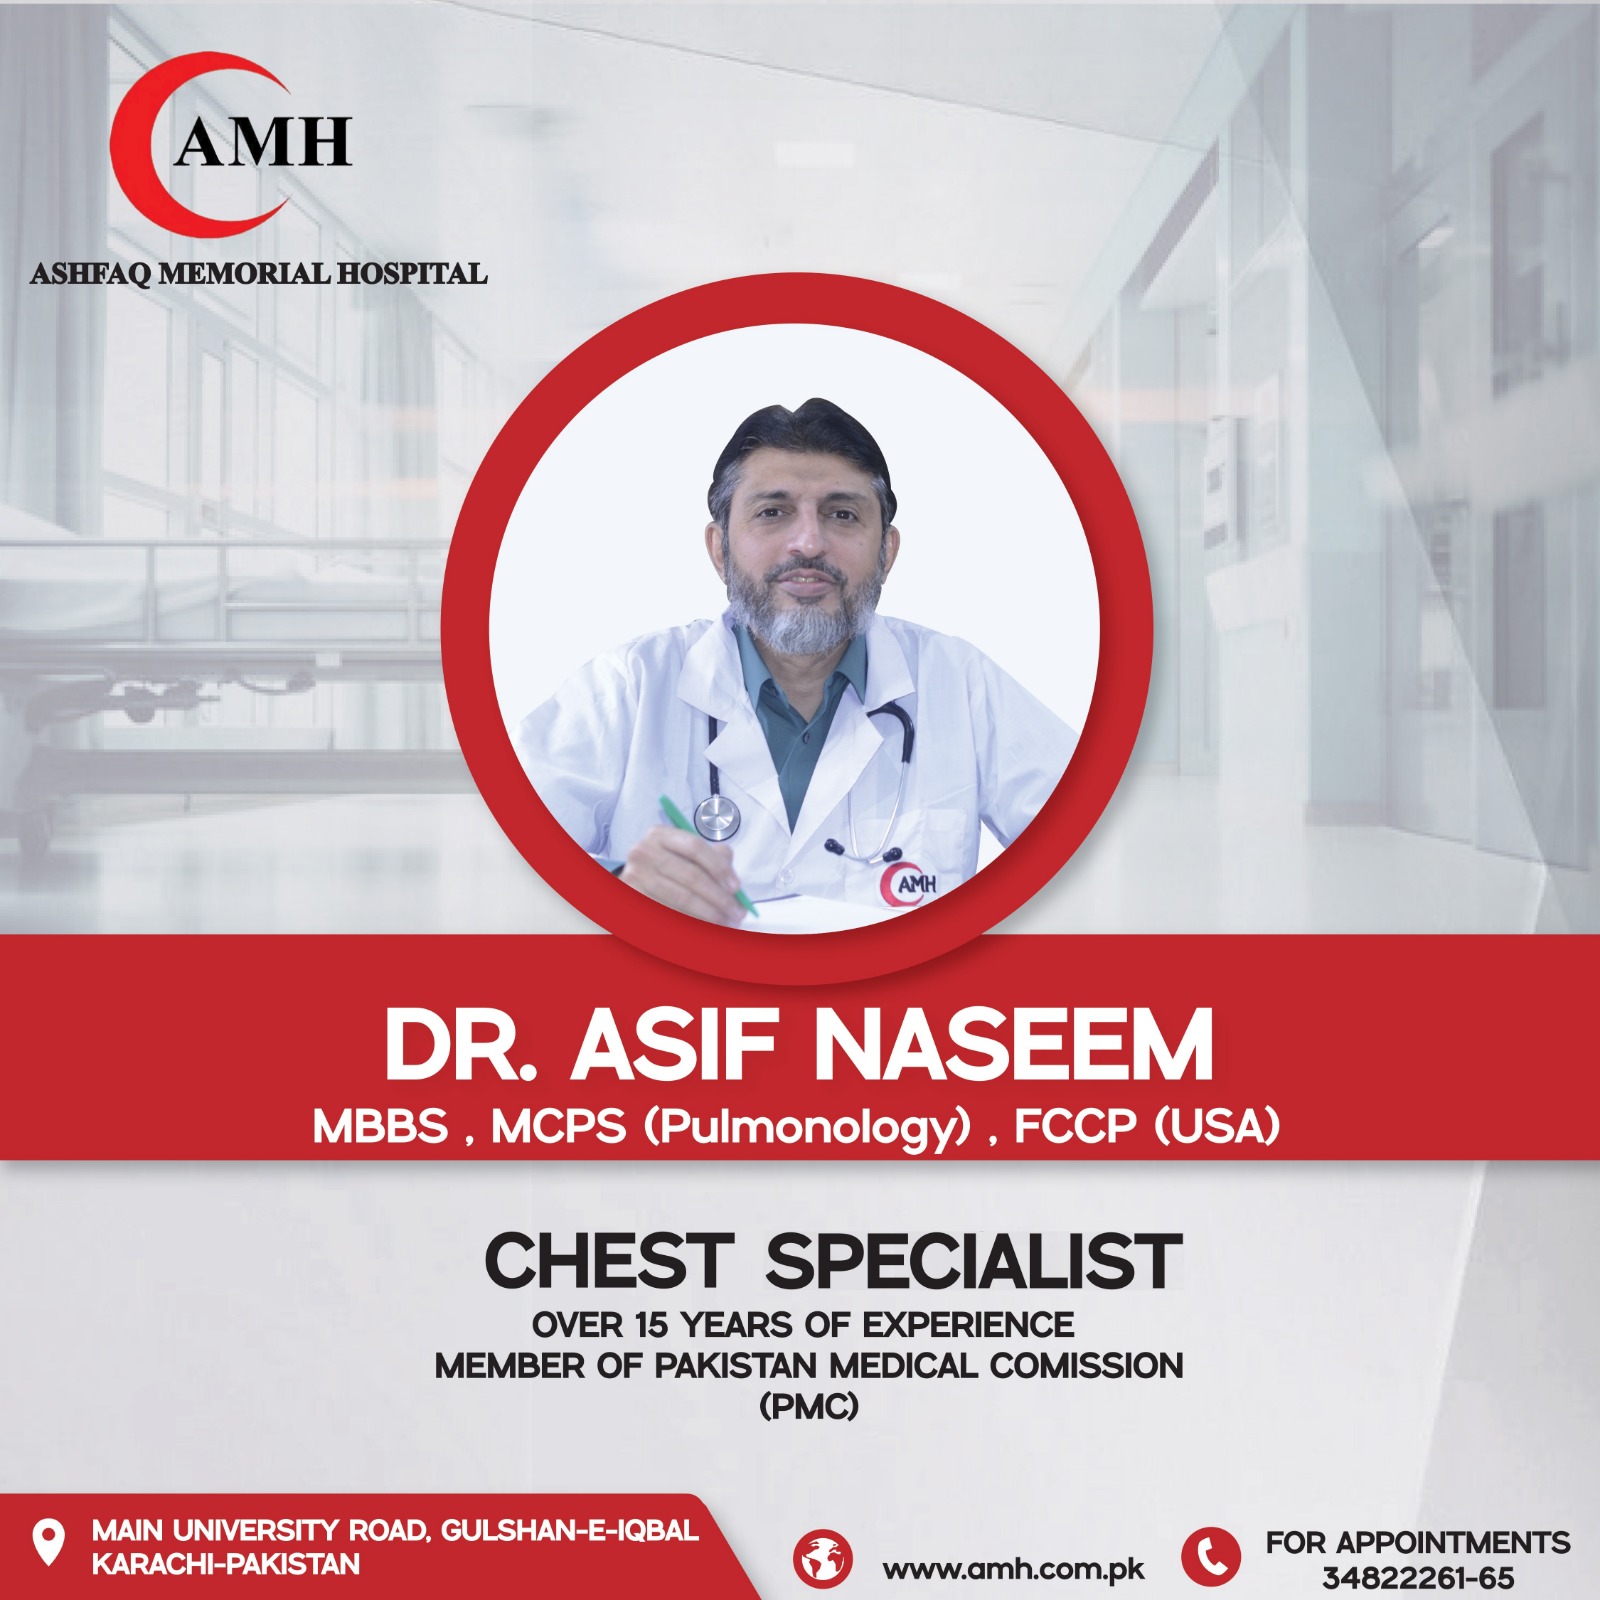 AMH
ASHFAQ MEMORIAL HOSPITAL
AMH
DR. ASIF NASEEM
MBBS , MCPS (Pulmonology) , FCCP (USA)
CHEST SPECIALIST
OVER 15 YEARS OF EXPERIENCE
MEMBER OF PAKISTAN MEDICAL COMISSION
(PMC)
MAIN UNIVERSITY ROAD, GULSHAN-E-IQBAL
KARACHI-PAKISTAN
www.amh.com.pk
FOR APPOINTMENTS
34822261-65